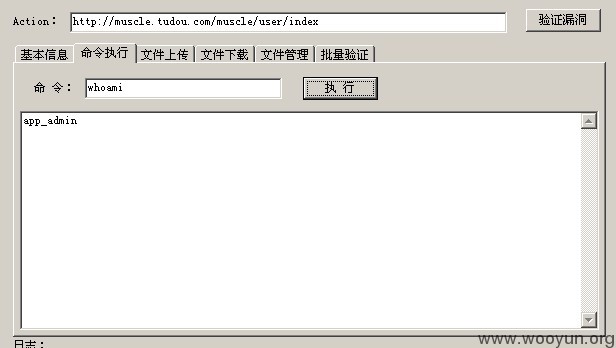 Action： http://muscle.tudou.com/muscle/user/index 验证漏洞
基本信息 命令执行 文件上传 文件下载 文件管理 批量验证
命 令： whoami 执 行
app_admin
www.wooyun.org
日志：